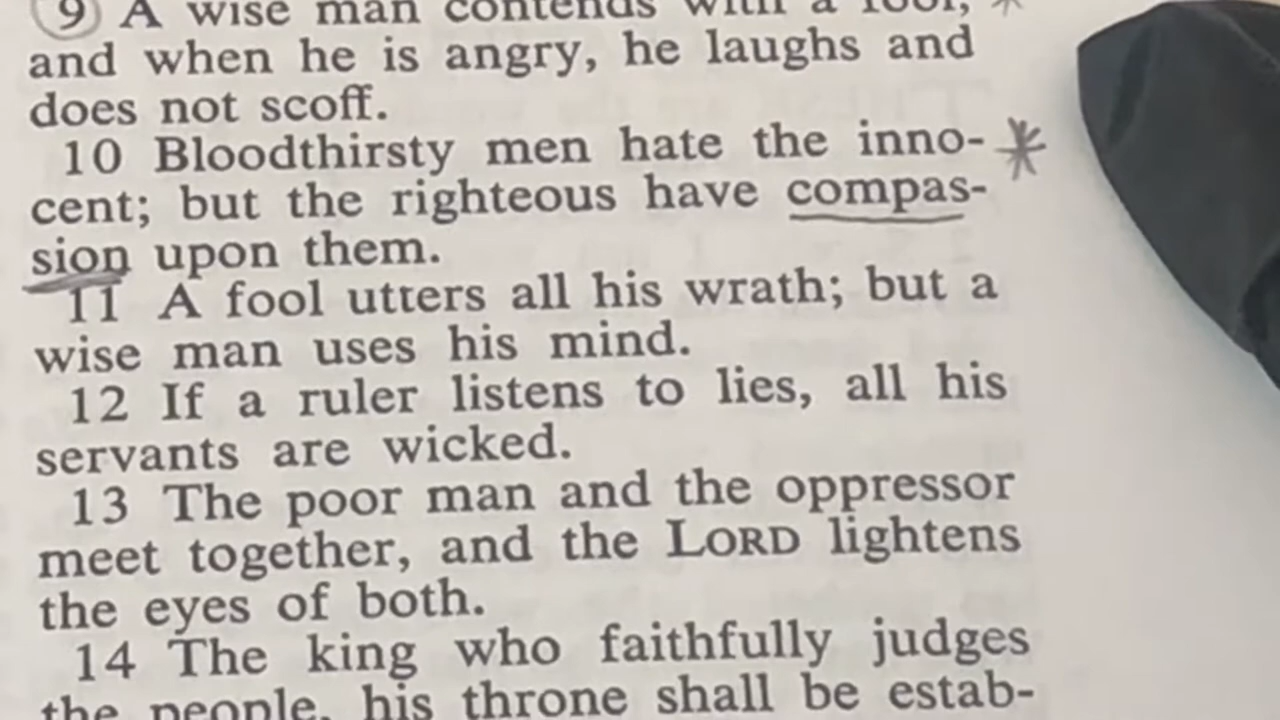 9 A wise man contends with a fool,
and when he is angry, he laughs and
does not scoff.
10 Bloodthirsty men hate the inno-
cent; but the righteous have compas-
sion upon them.
11 A fool utters all his wrath; but a
wise man uses his mind.
12 If a ruler listens to lies, all his
servants are wicked.
13 The poor man and the oppressor
meet together, and the LORD lightens
the eyes of both.
14 The king who faithfully judges
the people, his throne shall be estab-